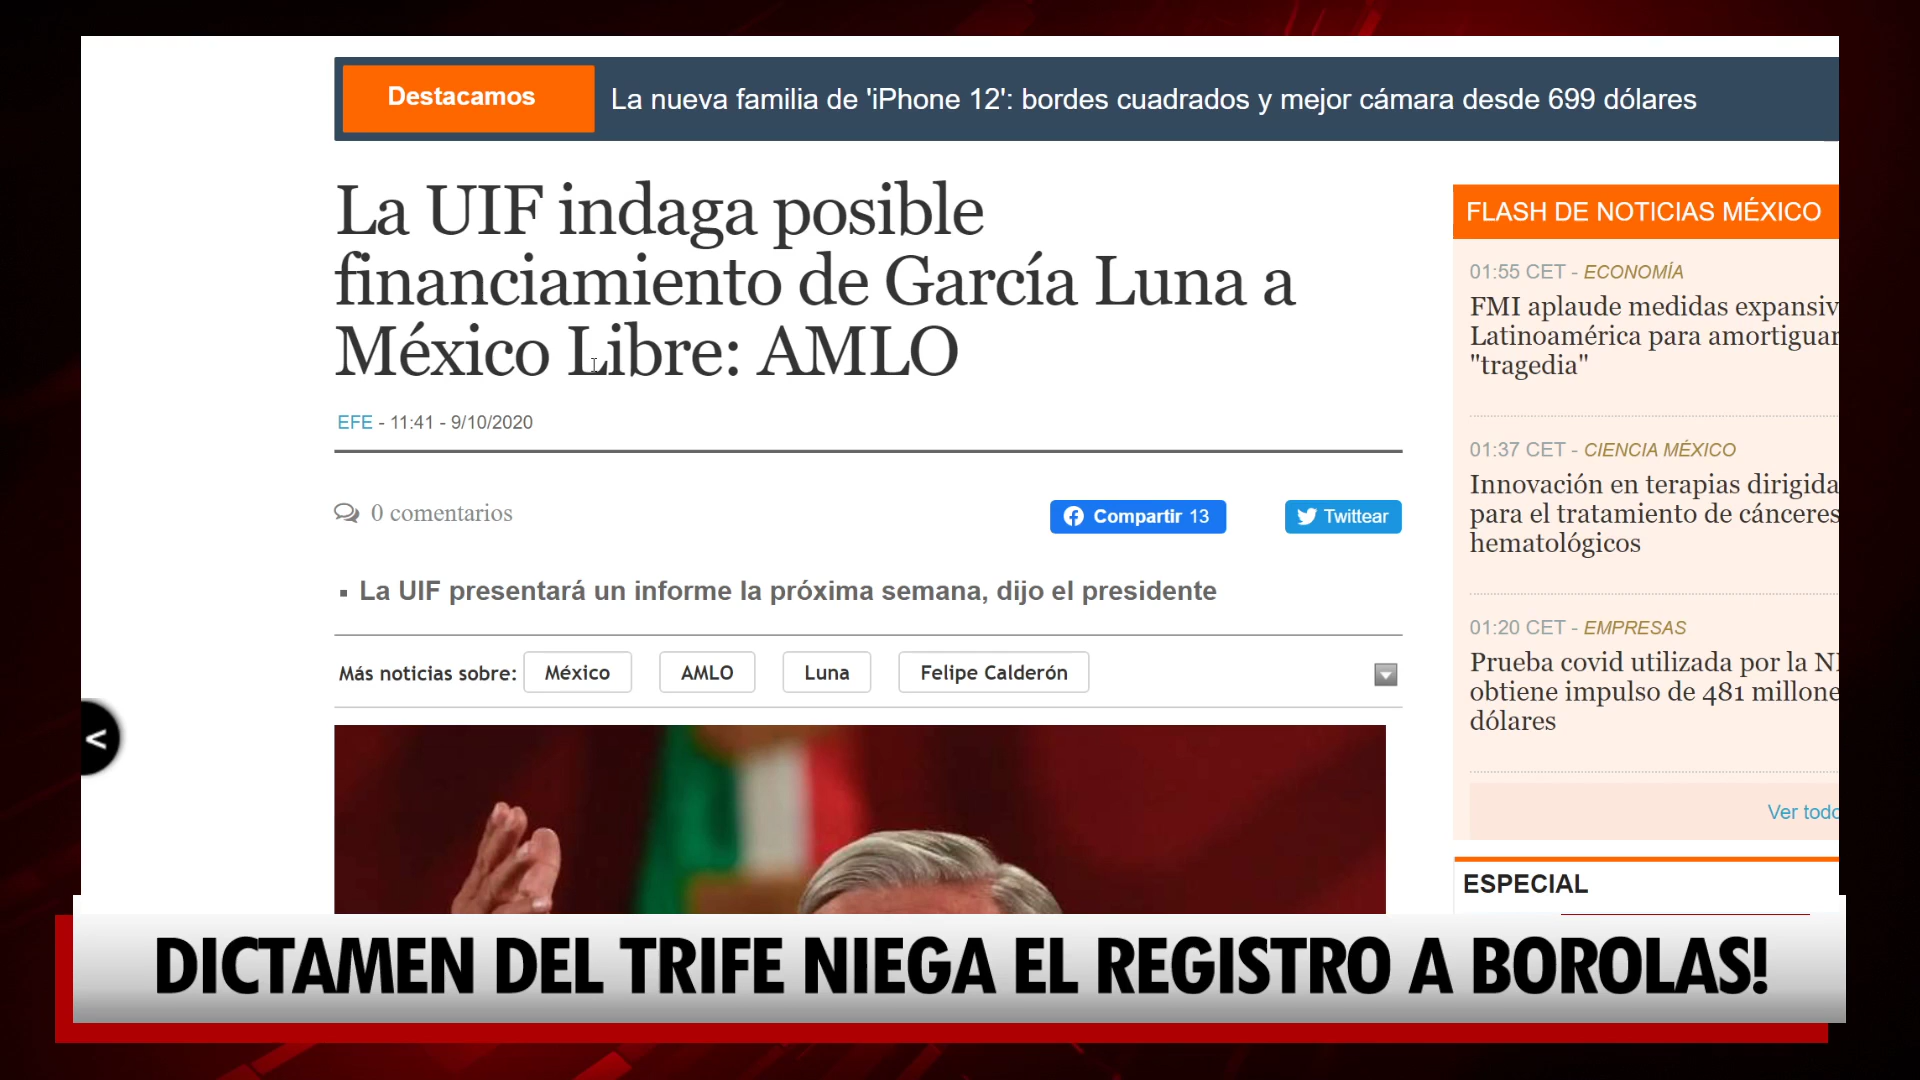 Destacamos
La nueva familia de 'iPhone 12': bordes cuadrados y mejor cámara desde 699 dólares
La UIF indaga posible
financiamiento de García Luna a
México Libre: AMLO
EFE - 11:41 - 9/10/2020
0 comentarios
Compartir 13
Twittear
▪ La UIF presentará un informe la próxima semana, dijo el presidente
Más noticias sobre: México AMLO Luna Felipe Calderón
FLASH DE NOTICIAS MÉXICO
01:55 CET - ECONOMÍA
FMI aplaude medidas expansiv
Latinoamérica para amortiguar
"tragedia"
01:37 CET - CIENCIA MÉXICO
Innovación en terapias dirigida
para el tratamiento de cánceres
hematológicos
01:20 CET - EMPRESAS
Prueba covid utilizada por la N
obtiene impulso de 481 millone
dólares
Ver todo
ESPECIAL
<
DICTAMEN DEL TRIFE NIEGA EL REGISTRO A BOROLAS!